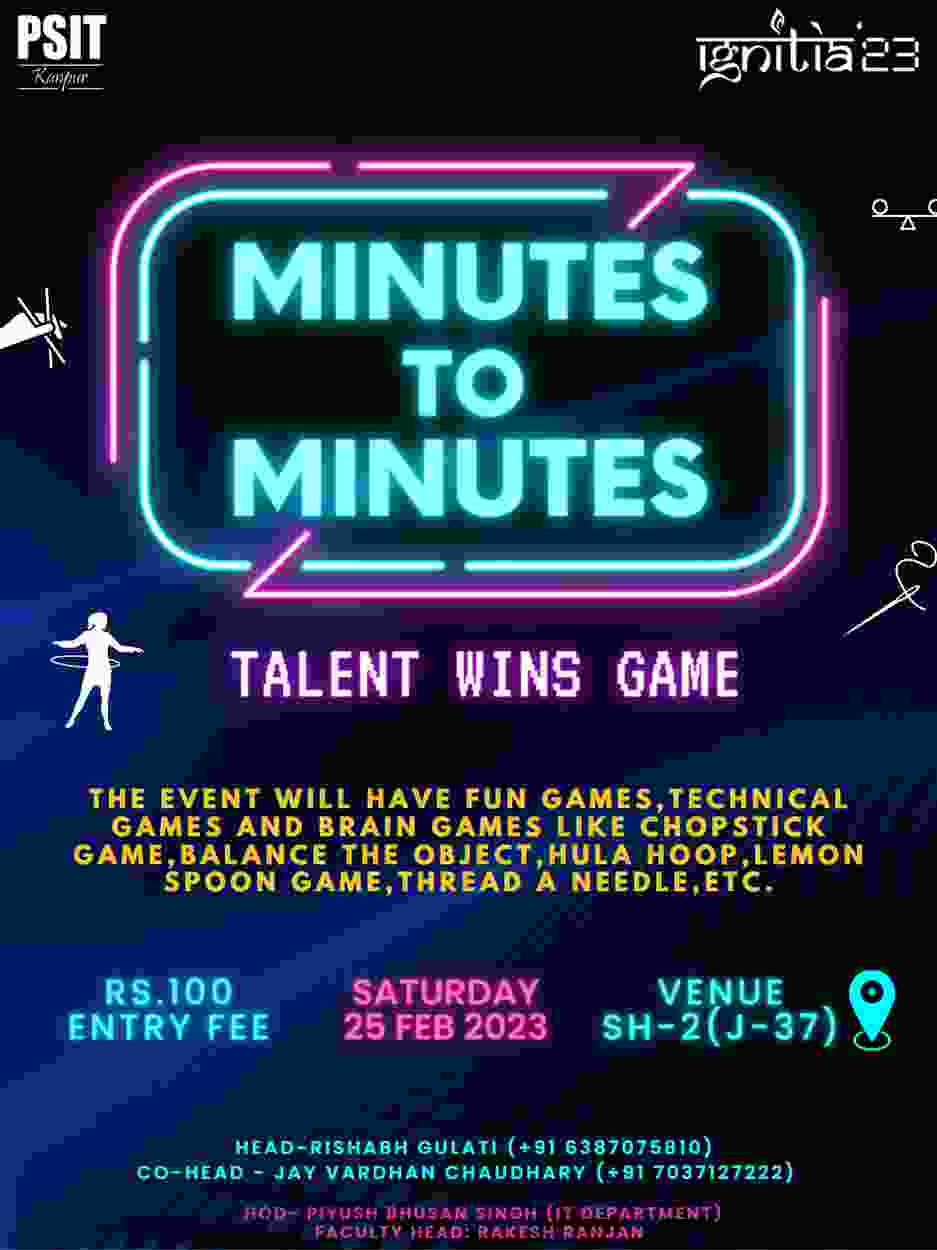 PSIT
Kanpur
ignitia'23
MINUTES
TO
MINUTES
TALENT WINS GAME
THE EVENT WILL HAVE FUN GAMES,TECHNICAL
GAMES AND BRAIN GAMES LIKE CHOPSTICK
GAME,BALANCE THE OBJECT,HULA HOOP,LEMON
SPOON GAME,THREAD A NEEDLE,ETC.
RS.100
ENTRY FEE
SATURDAY
25 FEB 2023
VENUE
SH-2(J-37)
HEAD-RISHABH GULATI (+91 6387075810)
CO-HEAD - JAY VARDHAN CHAUDHARY (+91 7037127222)
HOD- PIYUSH BHUSAN SINGH (IT DEPARTMENT)
FACULTY HEAD: RAKESH RANJAN